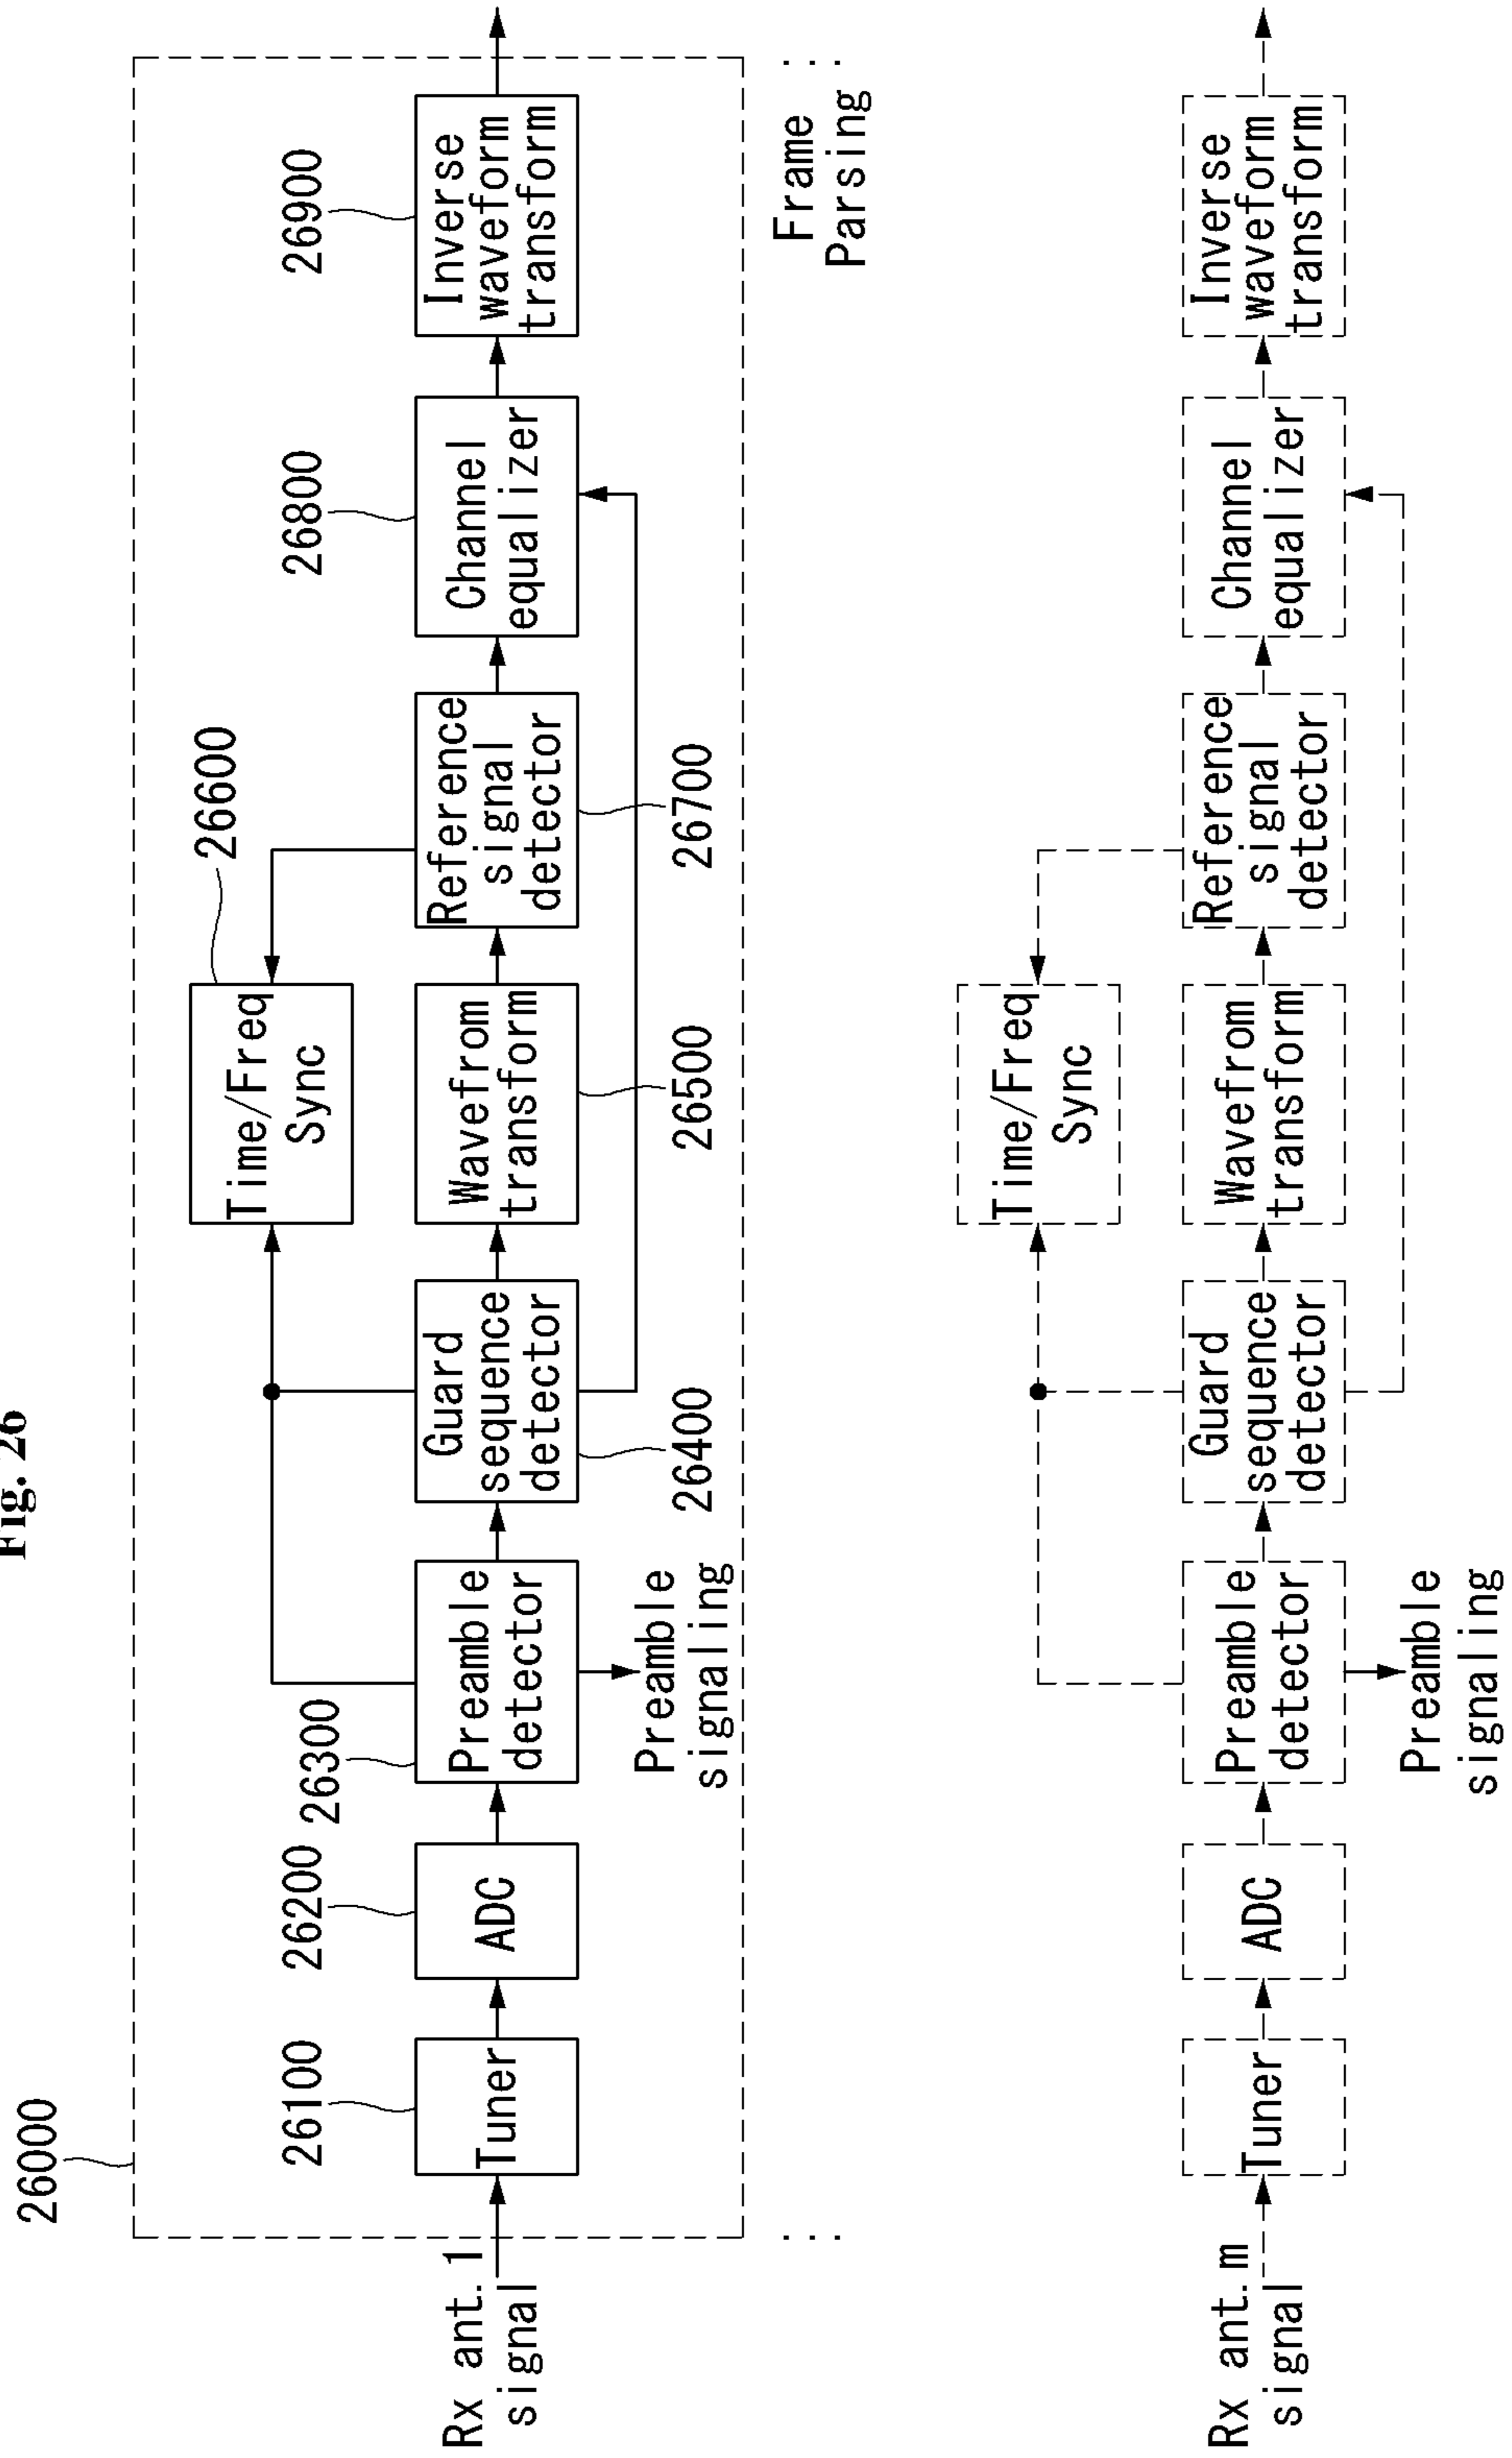 Fig. 26
26000
26100
26200
26300
26600
26800
26900
Time/Freq
Sync
Rx ant. 1
signal
Tuner
ADC
Preamble
detector
Guard
sequence
detector
Wavefrom
transform
Reference
signal
detector
Channel
equalizer
Inverse
waveform
transform
Preamble
signaling
26400
26500
26700
...
Frame
Parsing
...
Time/Freq
Sync
Rx ant. m
signal
Tuner
ADC
Preamble
detector
Guard
sequence
detector
Wavefrom
transform
Reference
signal
detector
Channel
equalizer
Inverse
waveform
transform
Preamble
signaling